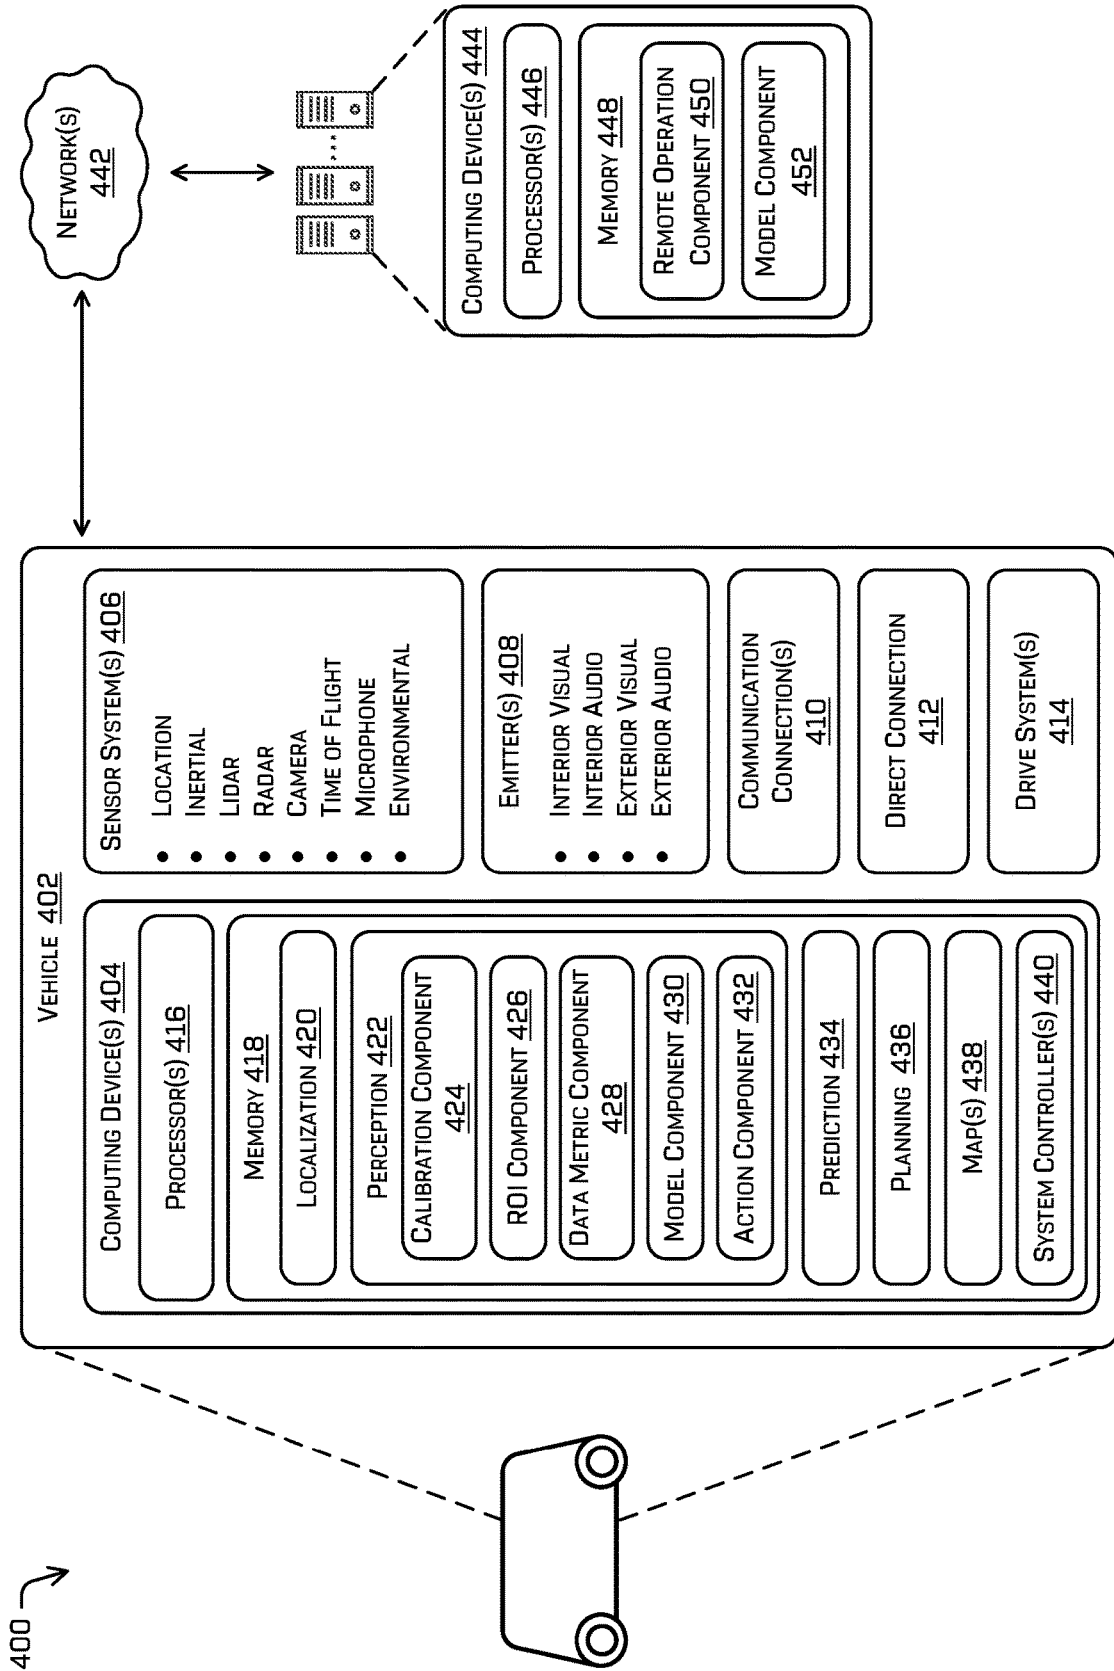 400
VEHICLE 402
COMPUTING DEVICE(S) 404
PROCESSOR(S) 416
MEMORY 418
LOCALIZATION 420
PERCEPTION 422
CALIBRATION COMPONENT
424
ROI COMPONENT 426
DATA METRIC COMPONENT
428
MODEL COMPONENT 430
ACTION COMPONENT 432
PREDICTION 434
PLANNING 436
MAP(S) 438
SYSTEM CONTROLLER(S) 440
SENSOR SYSTEM(S) 406
• LOCATION
• INERTIAL
• LIDAR
• RADAR
• CAMERA
• TIME OF FLIGHT
• MICROPHONE
• ENVIRONMENTAL
EMITTER(S) 408
• INTERIOR VISUAL
• INTERIOR AUDIO
• EXTERIOR VISUAL
• EXTERIOR AUDIO
COMMUNICATION
CONNECTION(S)
410
DIRECT CONNECTION
412
DRIVE SYSTEM(S)
414
NETWORK(S)
442
COMPUTING DEVICE(S) 444
PROCESSOR(S) 446
MEMORY 448
REMOTE OPERATION
COMPONENT 450
MODEL COMPONENT
452